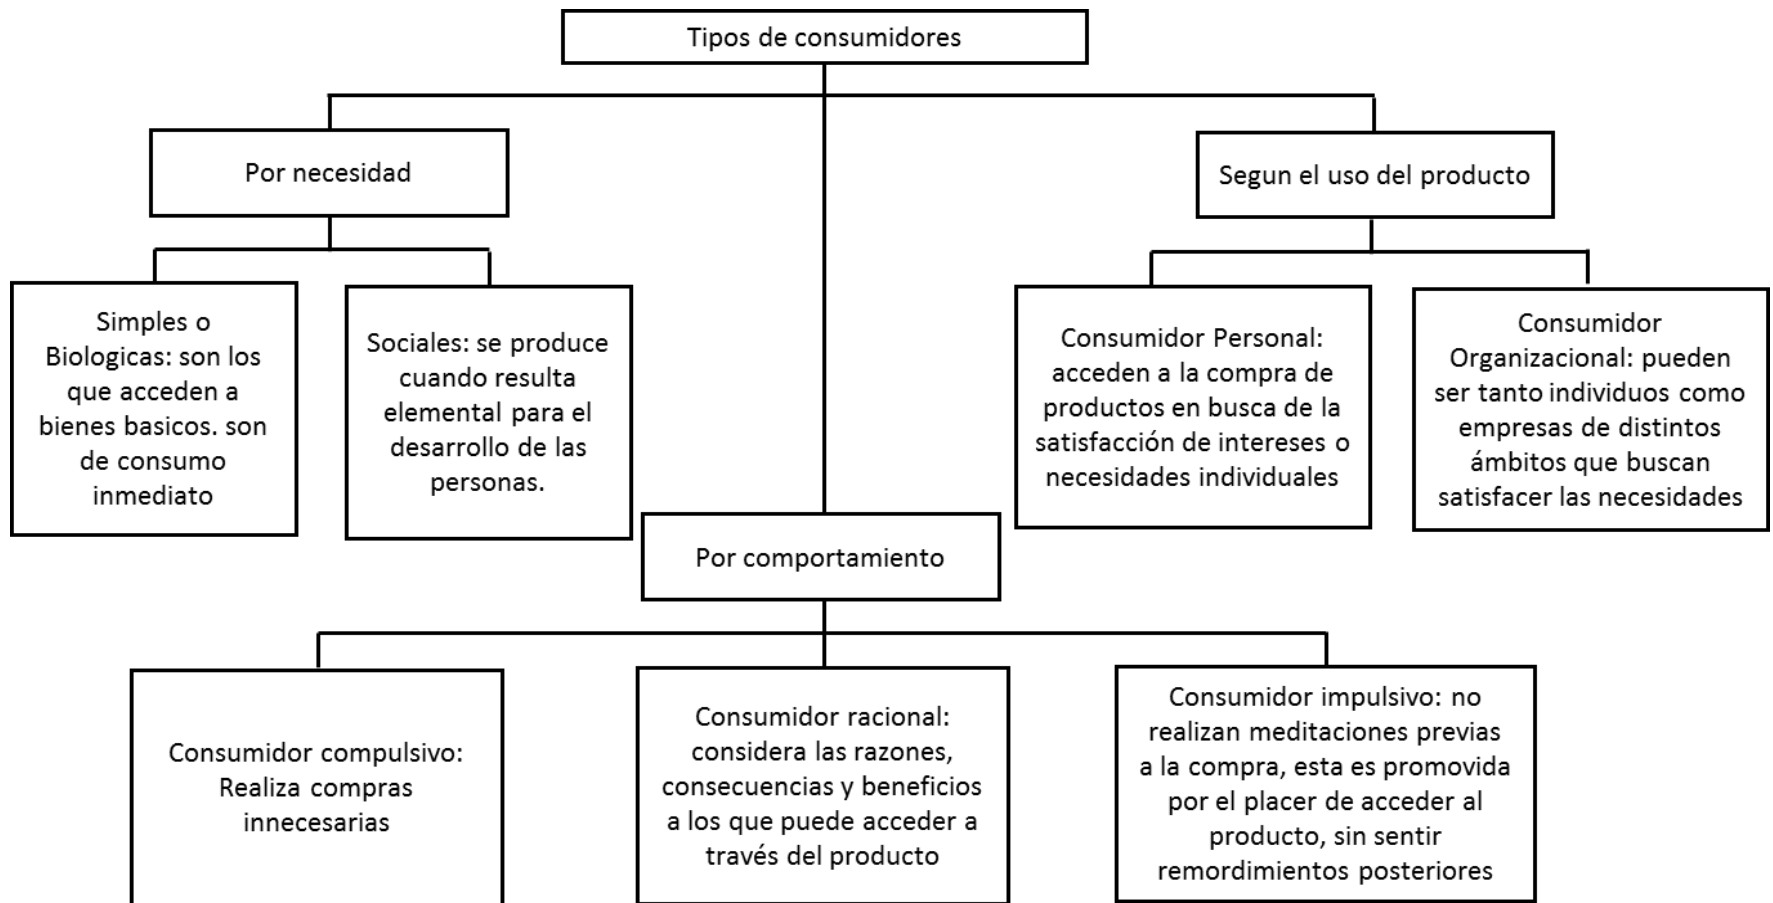 Tipos de consumidores
Por necesidad
Segun el uso del producto
Simples o
Biologicas: son los
que acceden a
bienes basicos. son
de consumo
inmediato
Sociales: se produce
cuando resulta
elemental para el
desarrollo de las
personas.
Consumidor Personal:
acceden a la compra de
productos en busca de la
satisfacción de intereses o
necesidades individuales
Consumidor
Organizacional: pueden
ser tanto individuos como
empresas de distintos
ámbitos que buscan
satisfacer las necesidades
Por comportamiento
Consumidor compulsivo:
Realiza compras
innecesarias
Consumidor racional:
considera las razones,
consecuencias y beneficios
a los que puede acceder a
través del producto
Consumidor impulsivo: no
realizan meditaciones previas
a la compra, esta es promovida
por el placer de acceder al
producto, sin sentir
remordimientos posteriores